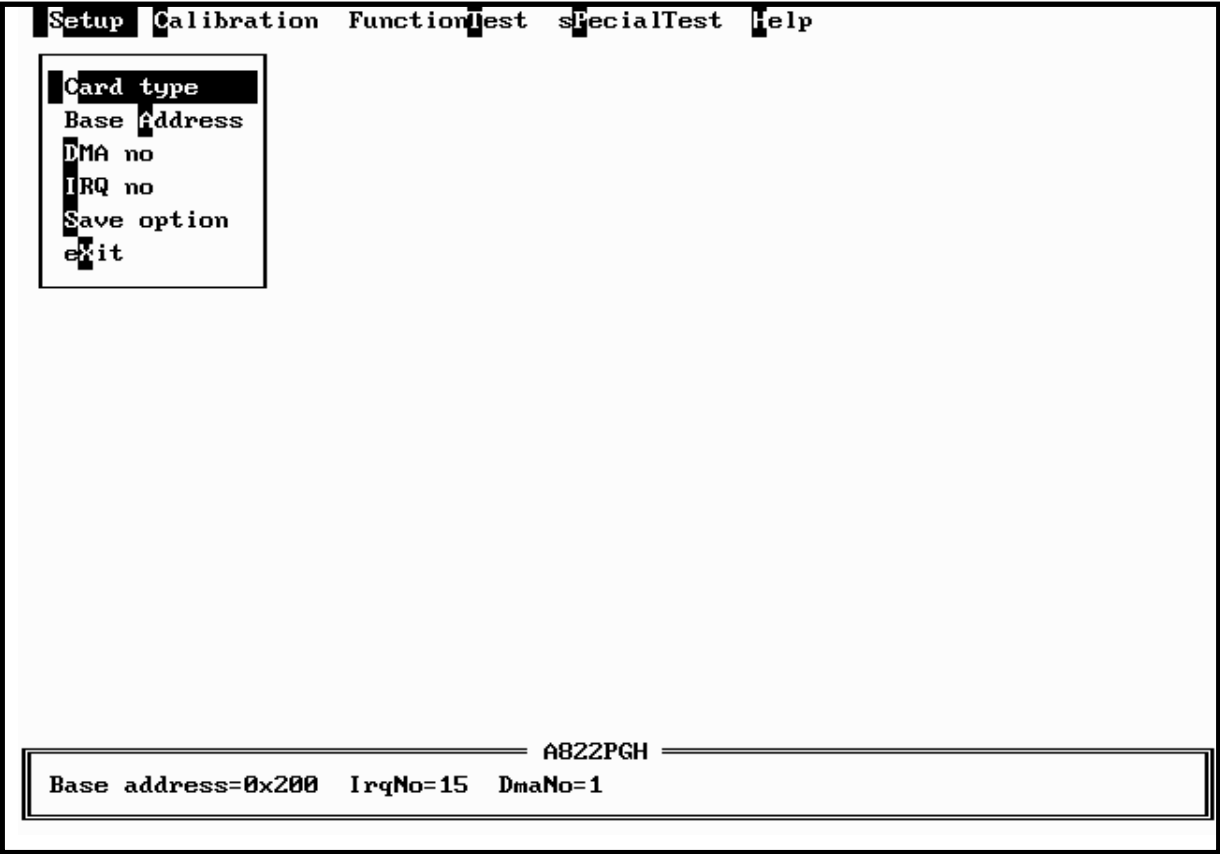 Setup Calibration FunctionTest sPecialTest Help
Card type
Base Address
DMA no
IRQ no
Save option
eXit
A822PGH
Base address=0x200 IrqNo=15 DmaNo=1